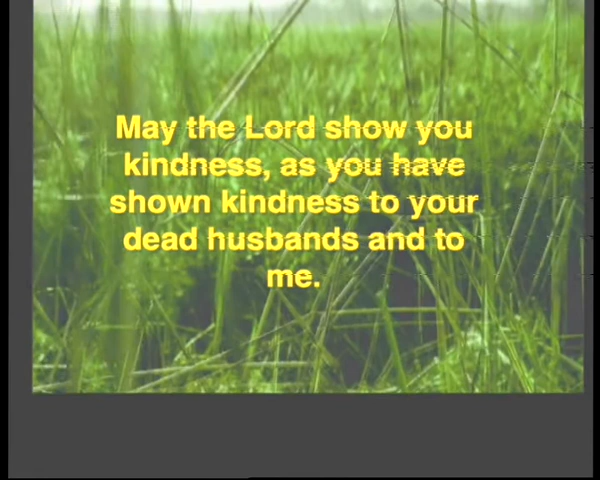 May the Lord show you
kindness, as you have
shown kindness to your
dead husbands and to
me.